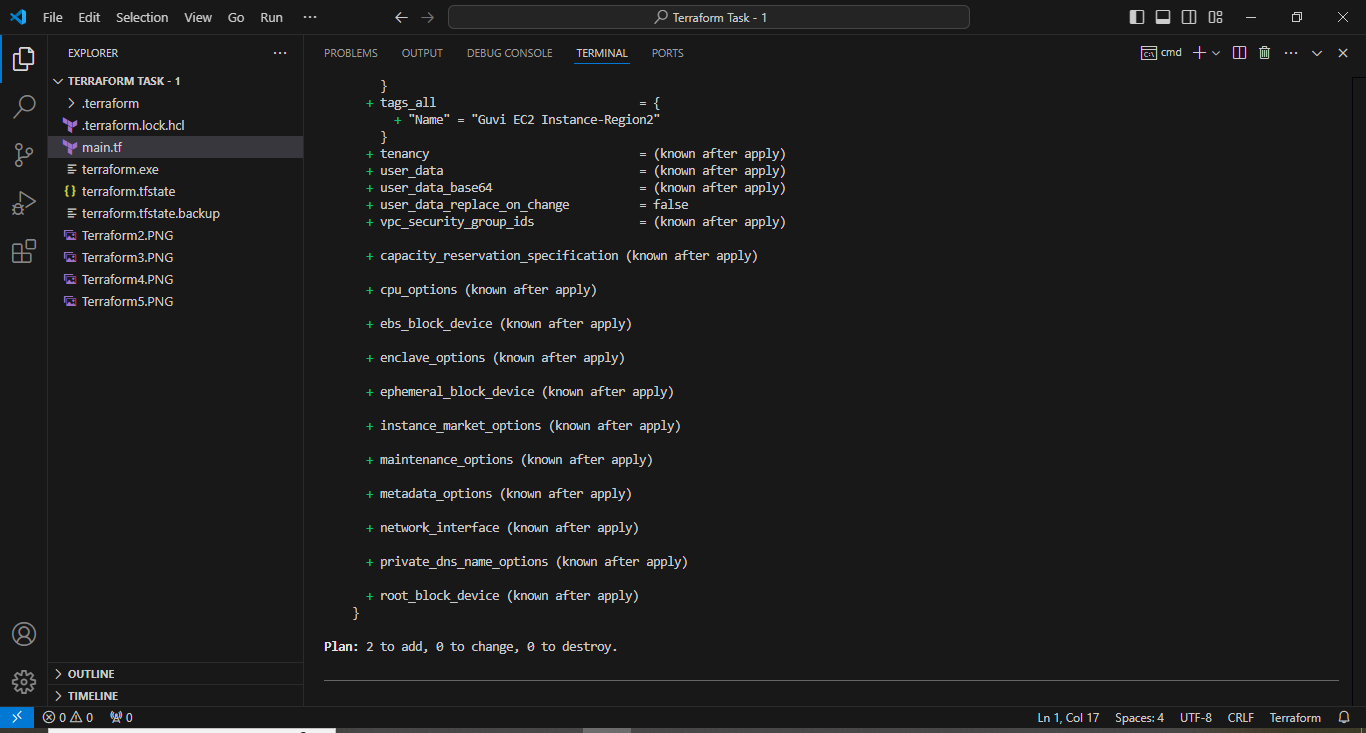 File Edit Selection View Go Run ···
Terraform Task - 1
EXPLORER ···
TERRAFORM TASK - 1
.terraform
.terraform.lock.hcl
main.tf
terraform.exe
{} terraform.tfstate
terraform.tfstate.backup
Terraform2.PNG
Terraform3.PNG
Terraform4.PNG
Terraform5.PNG
OUTLINE
TIMELINE
PROBLEMS OUTPUT DEBUG CONSOLE TERMINAL PORTS
cmd
}
+ tags_all = {
+ "Name" = "Guvi EC2 Instance-Region2"
}
+ tenancy = (known after apply)
+ user_data = (known after apply)
+ user_data_base64 = (known after apply)
+ user_data_replace_on_change = false
+ vpc_security_group_ids = (known after apply)
+ capacity_reservation_specification (known after apply)
+ cpu_options (known after apply)
+ ebs_block_device (known after apply)
+ enclave_options (known after apply)
+ ephemeral_block_device (known after apply)
+ instance_market_options (known after apply)
+ maintenance_options (known after apply)
+ metadata_options (known after apply)
+ network_interface (known after apply)
+ private_dns_name_options (known after apply)
+ root_block_device (known after apply)
}
Plan: 2 to add, 0 to change, 0 to destroy.
0 0 0
Ln 1, Col 17 Spaces: 4 UTF-8 CRLF Terraform